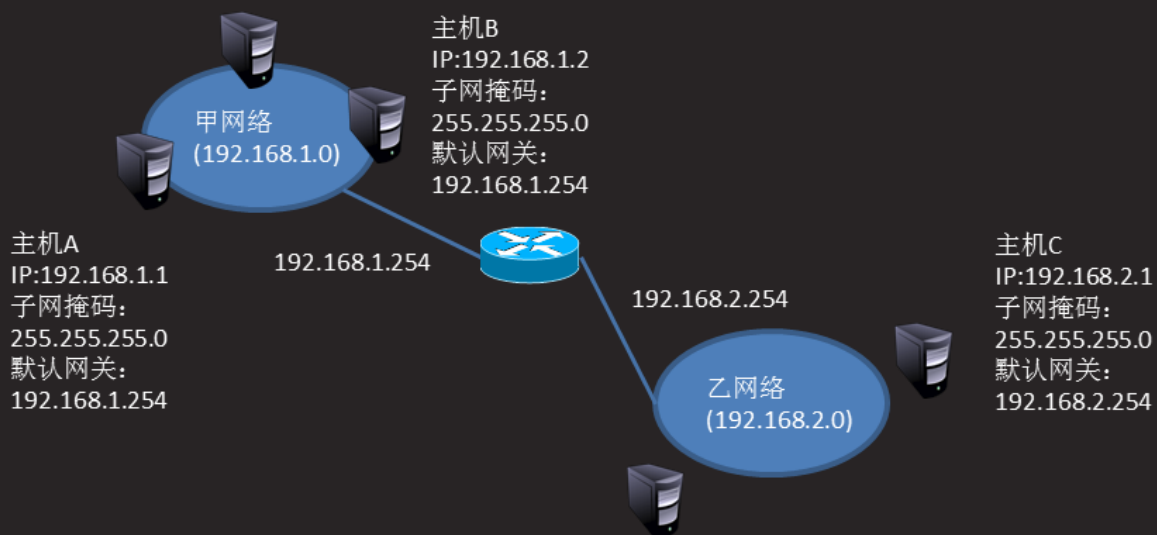 主机B
IP:192.168.1.2
子网掩码：
255.255.255.0
默认网关：
192.168.1.254
甲网络
(192.168.1.0)
主机A
IP:192.168.1.1
子网掩码：
255.255.255.0
默认网关：
192.168.1.254
192.168.1.254
192.168.2.254
主机C
IP:192.168.2.1
子网掩码：
255.255.255.0
默认网关：
192.168.2.254
乙网络
(192.168.2.0)